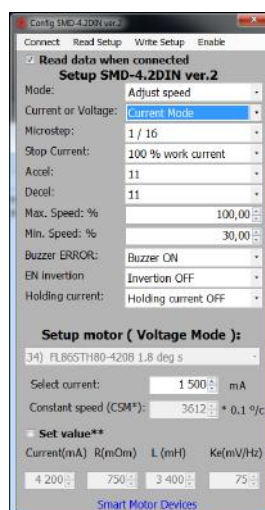 Config SMD-4.2DIN ver.2
Connect Read Setup Write Setup Enable
Read data when connected
Setup SMD-4.2DIN ver.2
Mode: Adjust speed
Current or Voltage: Current Mode
Microstep: 1 / 16
Stop Current: 100 % work current
Accel: 11
Decel: 11
Max. Speed: % 100,00
Min. Speed: % 30,00
Buzzer ERROR: Buzzer ON
EN invertion Invertion OFF
Holding current: Holding current OFF
Setup motor ( Voltage Mode ):
34) FL86STH80-4208 1.8 deg s
Select current: 1 500 mA
Constant speed (CSM*): 3612 * 0.1 º/c
Set value**
Current(mA) R(mOm) L (mH) Ke(mV/Hz)
4 200 750 3 400 75
Smart Motor Devices